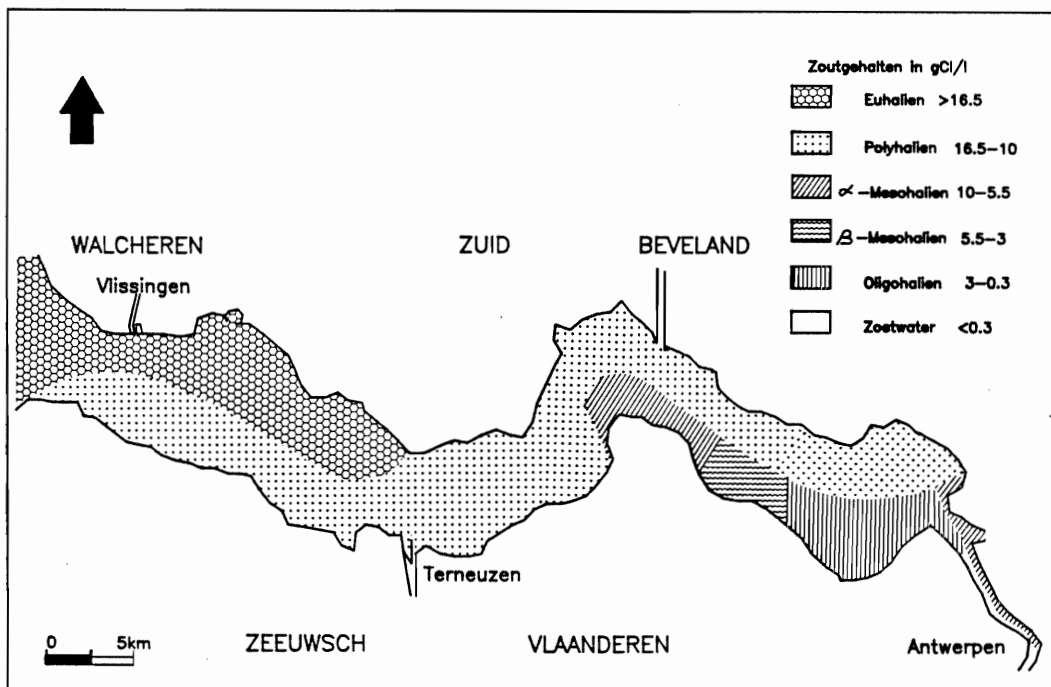 Zoutgehalten in gCl/l
Euhalien >16.5
Polyhalien 16.5-10
α-Mesohalien 10-5.5
β-Mesohalien 5.5-3
Oligohalien 3-0.3
Zoetwater <0.3
WALCHEREN ZUID BEVELAND
Vlissingen
Terneuzen
0 5km
ZEEUWSCH VLAANDEREN Antwerpen